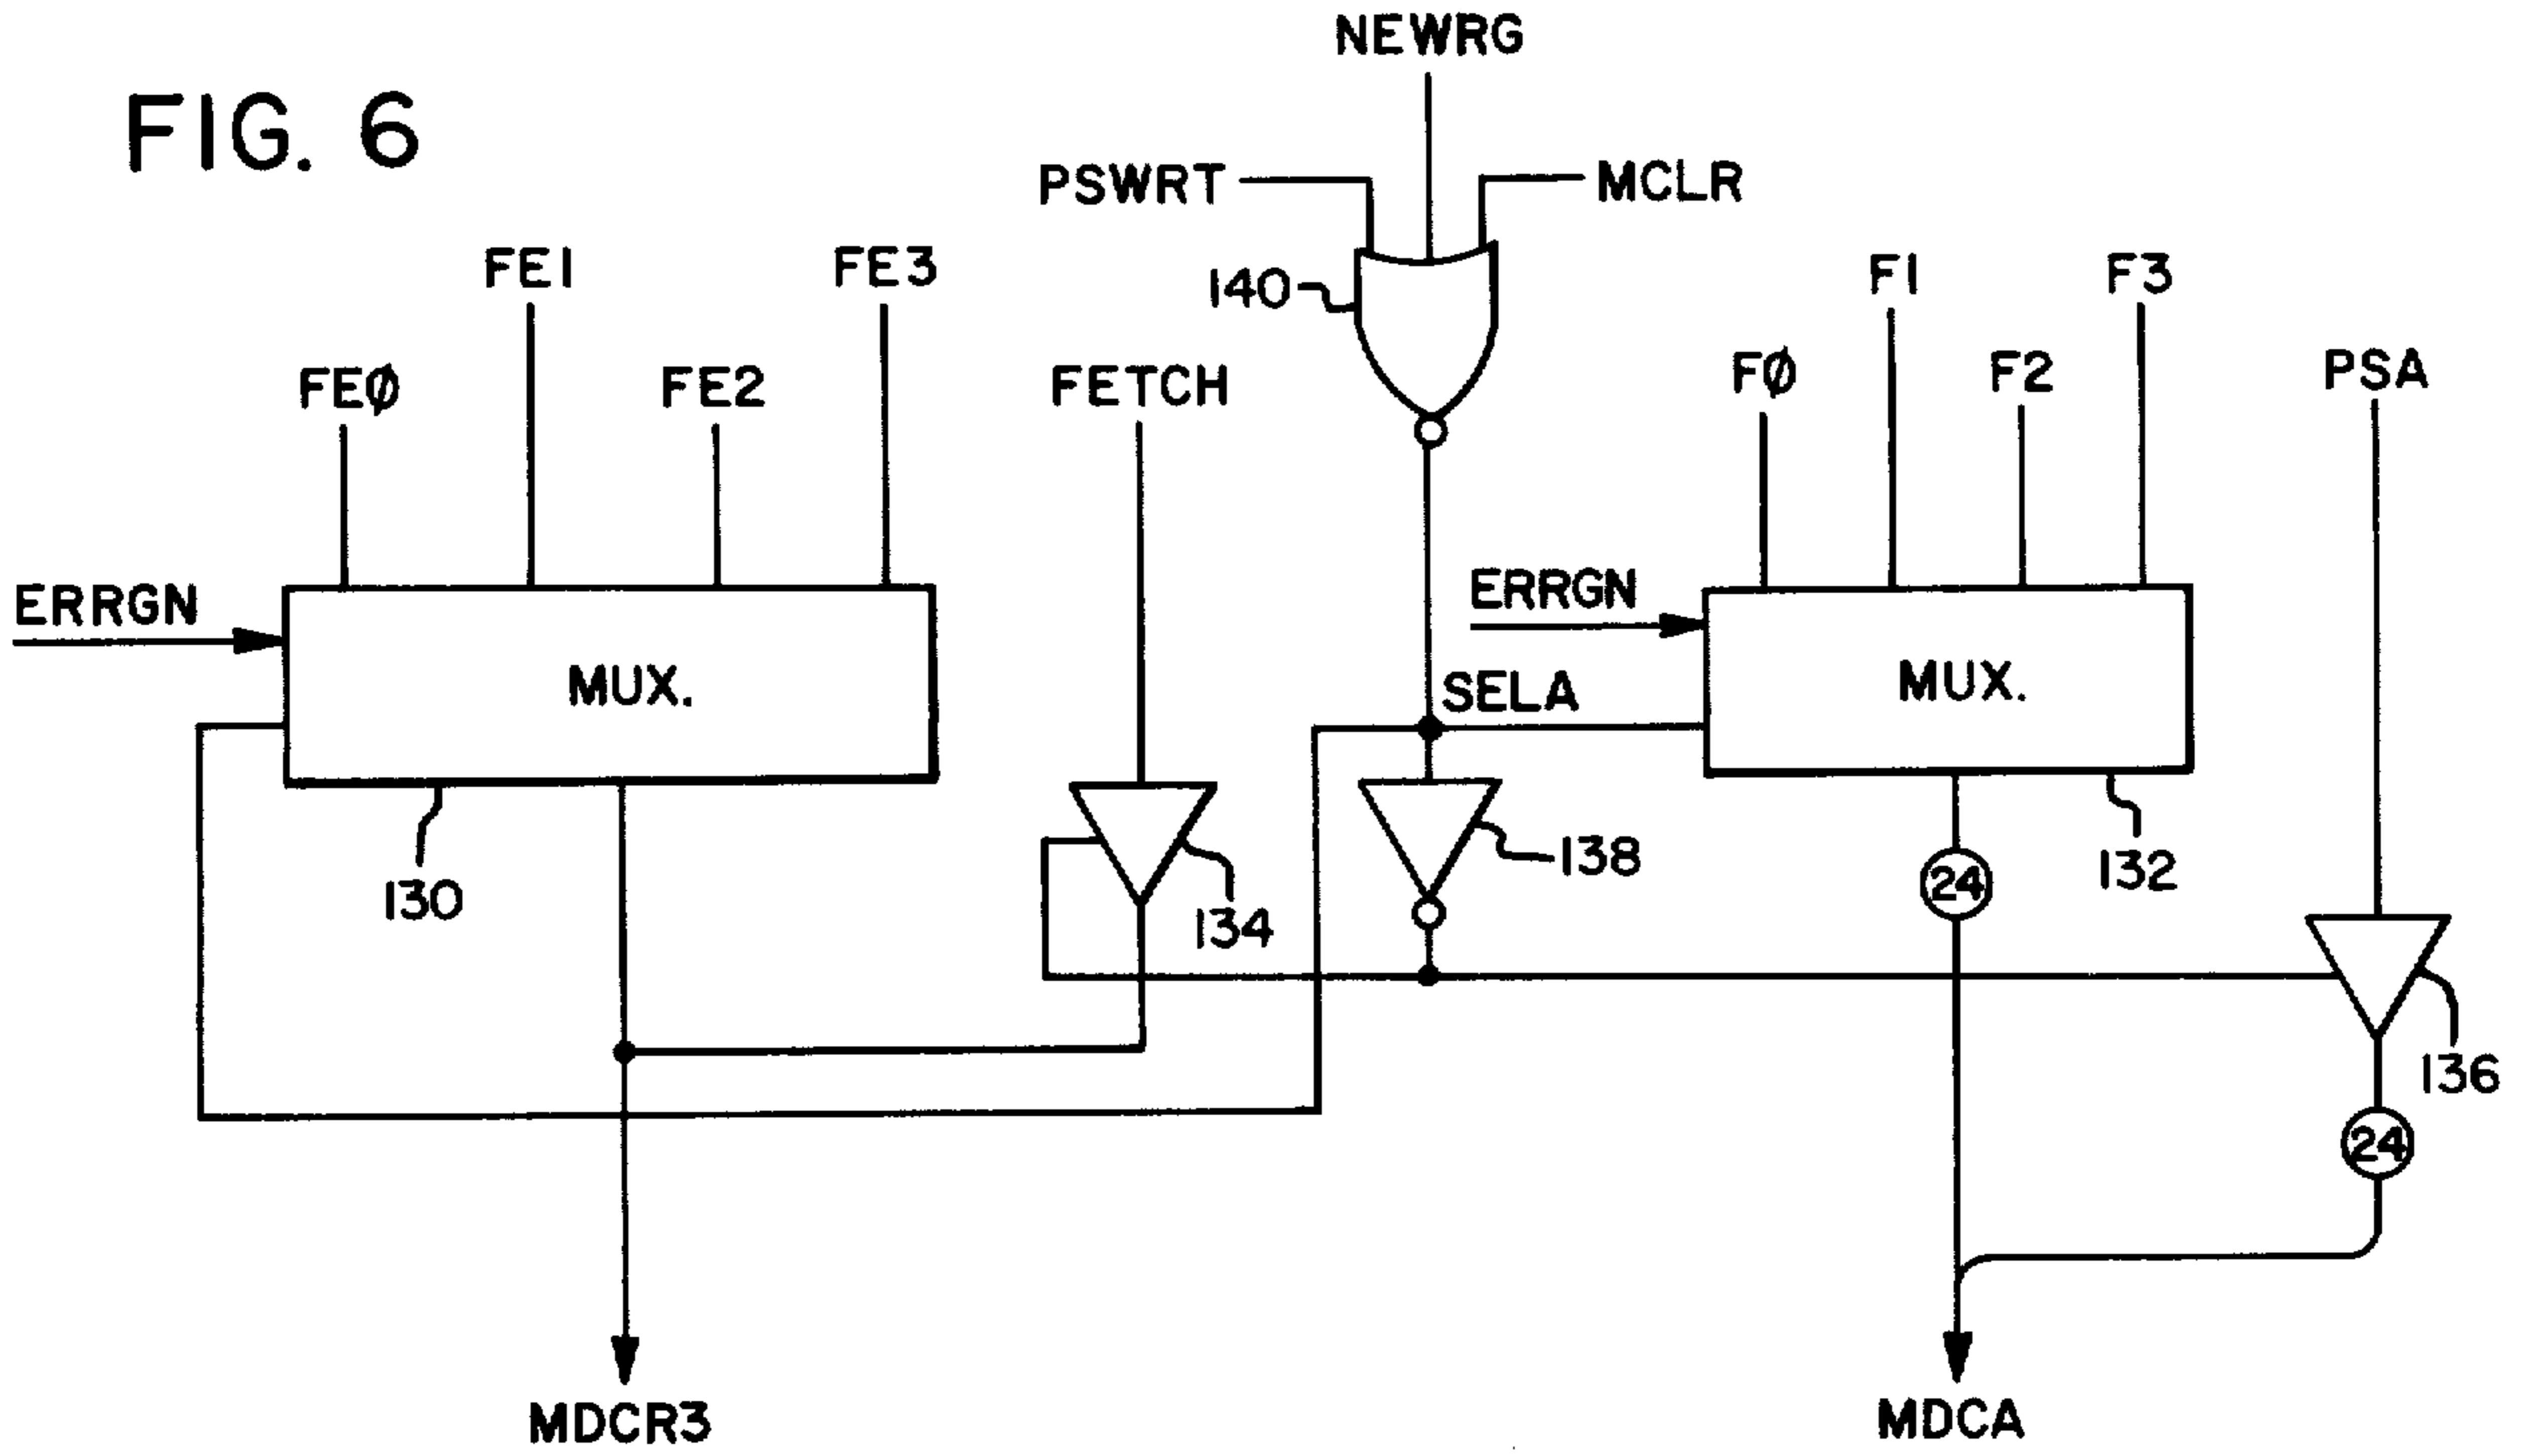 NEWRG
FIG. 6
PSWRT
MCLR
FE1
FE3
140
F1
F3
FEØ
FE2
FETCH
FØ
F2
PSA
ERRGN
ERRGN
MUX.
SELA
MUX.
130
134
138
24
132
136
24
MDCR3
MDCA